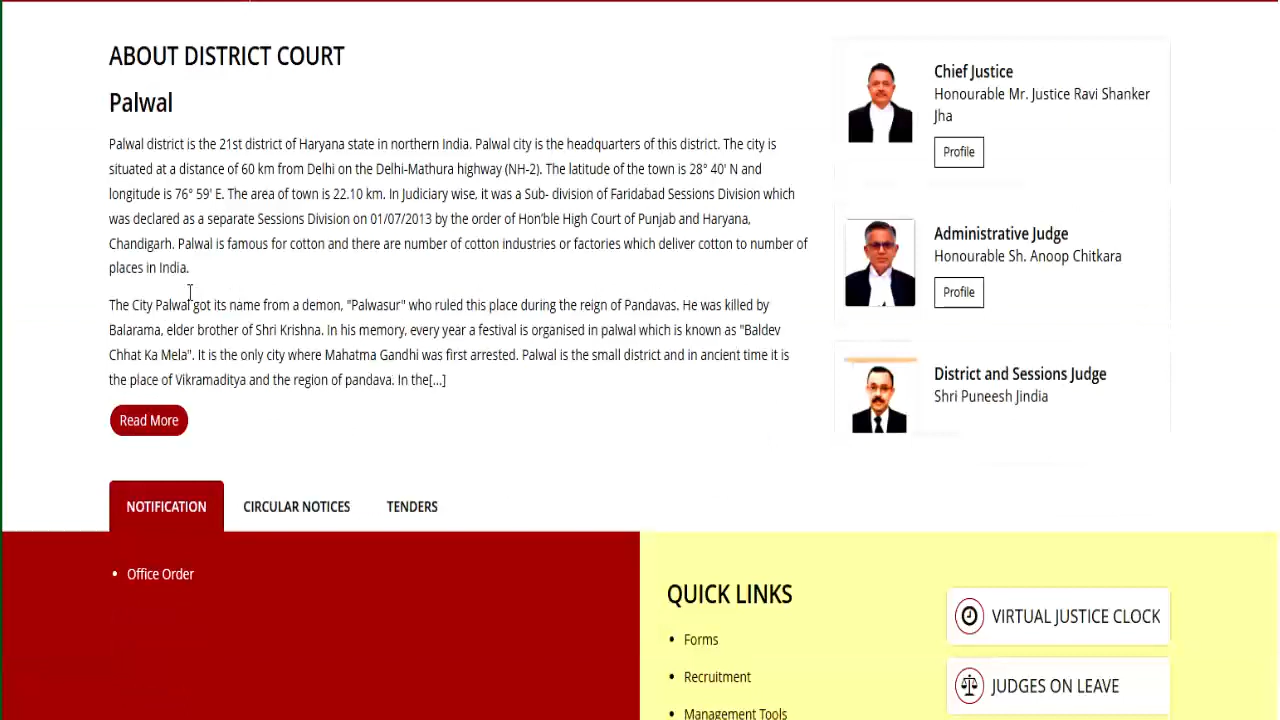 ABOUT DISTRICT COURT
Palwal
Palwal district is the 21st district of Haryana state in northern India. Palwal city is the headquarters of this district. The city is
situated at a distance of 60 km from Delhi on the Delhi-Mathura highway (NH-2). The latitude of the town is 28° 40' N and
longitude is 76° 59' E. The area of town is 22.10 km. In Judiciary wise, it was a Sub- division of Faridabad Sessions Division which
was declared as a separate Sessions Division on 01/07/2013 by the order of Hon'ble High Court of Punjab and Haryana,
Chandigarh. Palwal is famous for cotton and there are number of cotton industries or factories which deliver cotton to number of
places in India.
The City Palwal got its name from a demon, "Palwasur" who ruled this place during the reign of Pandavas. He was killed by
Balarama, elder brother of Shri Krishna. In his memory, every year a festival is organised in palwal which is known as "Baldev
Chhat Ka Mela". It is the only city where Mahatma Gandhi was first arrested. Palwal is the small district and in ancient time it is
the place of Vikramaditya and the region of pandava. In the[...]
Read More
Chief Justice
Honourable Mr. Justice Ravi Shanker
Jha
Profile
Administrative Judge
Honourable Sh. Anoop Chitkara
Profile
District and Sessions Judge
Shri Puneesh Jindia
NOTIFICATION
CIRCULAR NOTICES
TENDERS
Office Order
QUICK LINKS
Forms
Recruitment
Management Tools
VIRTUAL JUSTICE CLOCK
JUDGES ON LEAVE